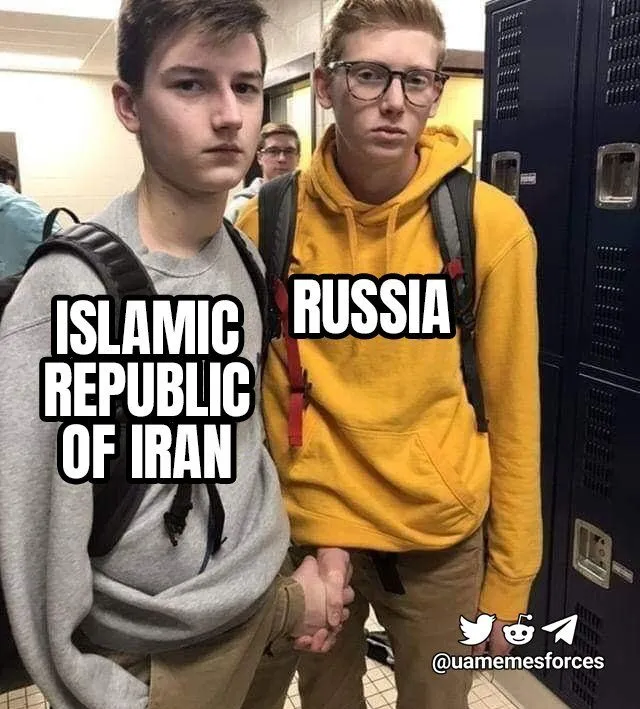 ISLAMIC
REPUBLIC
OF IRAN
RUSSIA
@uamemesforces